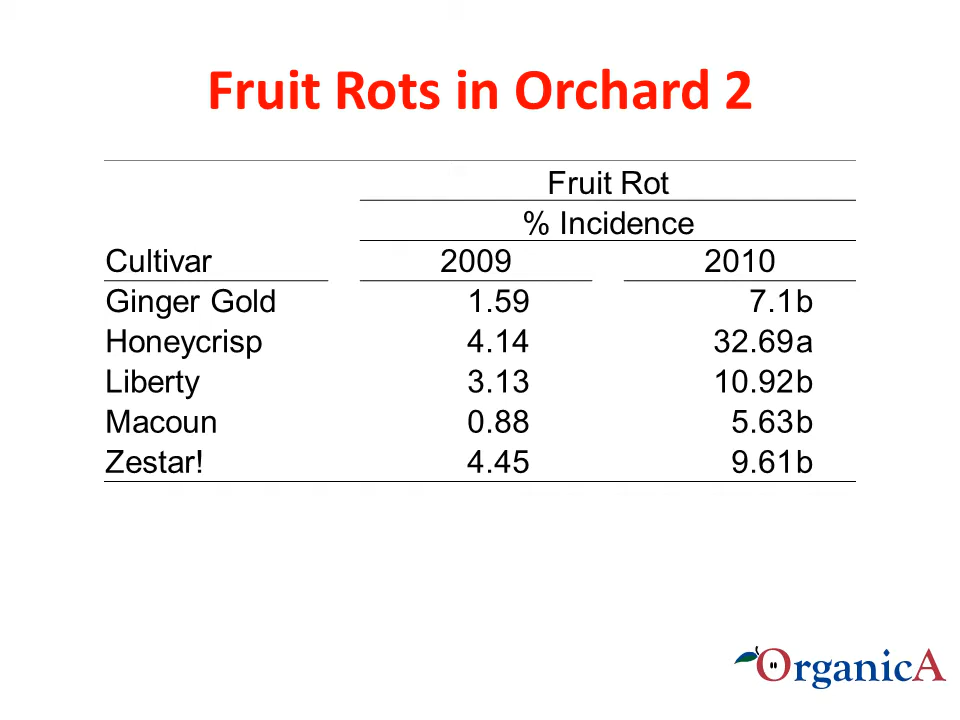 Fruit Rots in Orchard 2
Fruit Rot
% Incidence
Cultivar 2009 2010
Ginger Gold 1.59 7.1b
Honeycrisp 4.14 32.69a
Liberty 3.13 10.92b
Macoun 0.88 5.63b
Zestar! 4.45 9.61b
OrganicA